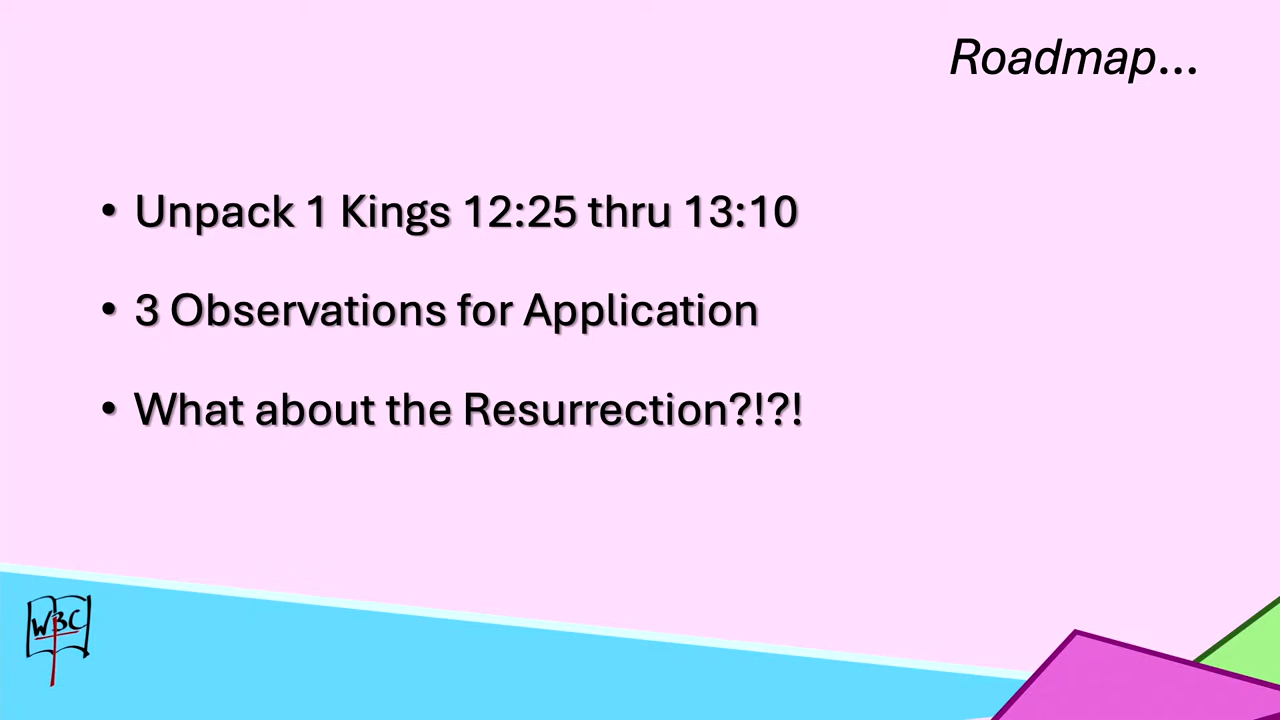 Roadmap...
• Unpack 1 Kings 12:25 thru 13:10
• 3 Observations for Application
• What about the Resurrection?!?!
WBC